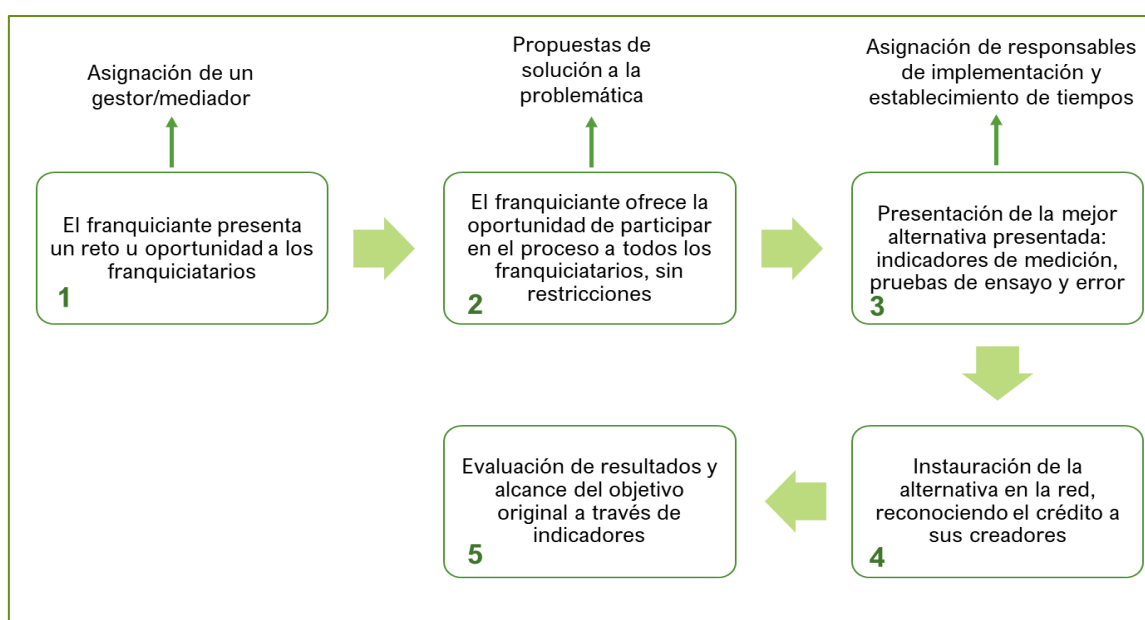 Asignación de un
gestor/mediador
Propuestas de
solución a la
problemática
Asignación de responsables
de implementación y
establecimiento de tiempos
El franquiciante presenta
un reto u oportunidad a los
franquiciatarios
1
El franquiciante ofrece la
oportunidad de participar
en el proceso a todos los
franquiciatarios, sin
restricciones
2
Presentación de la mejor
alternativa presentada:
indicadores de medición,
pruebas de ensayo y error
3
Instauración de la
alternativa en la red,
reconociendo el crédito a
sus creadores
4
Evaluación de resultados y
alcance del objetivo
original a través de
indicadores
5